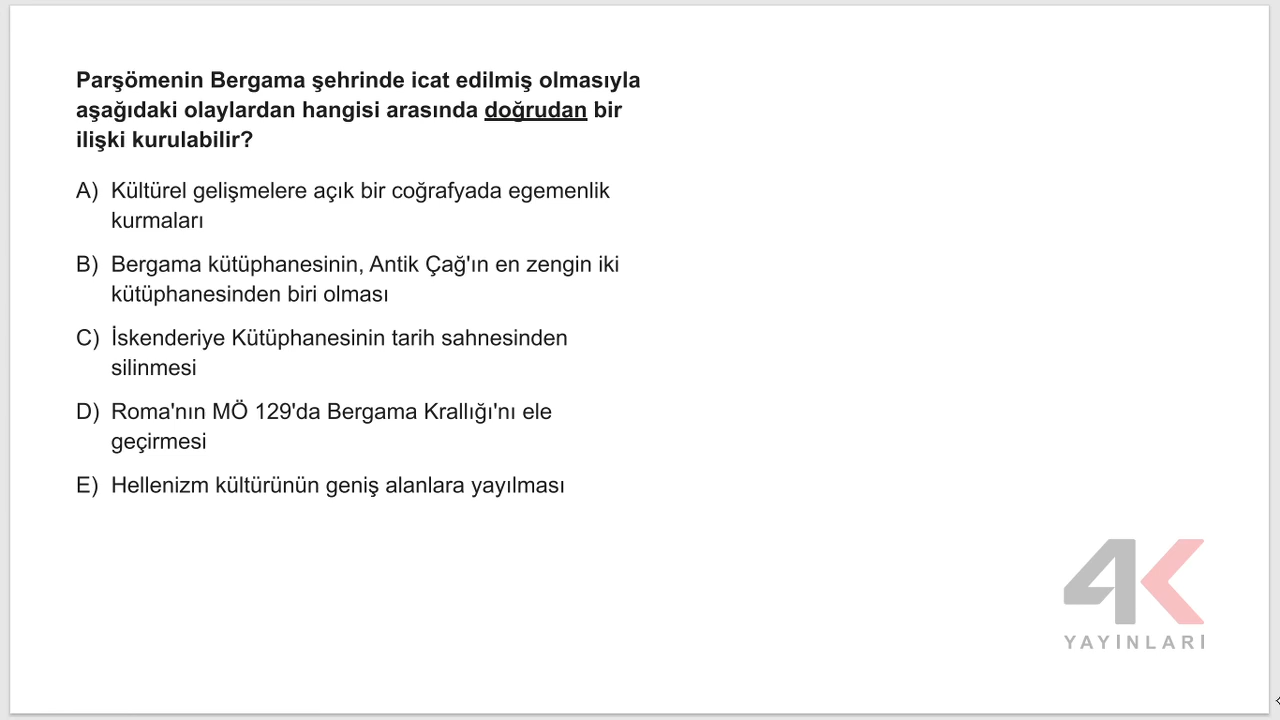 Parşömenin Bergama şehrinde icat edilmiş olmasıyla
aşağıdaki olaylardan hangisi arasında doğrudan bir
ilişki kurulabilir?
A) Kültürel gelişmelere açık bir coğrafyada egemenlik
kurmaları
B) Bergama kütüphanesinin, Antik Çağ'ın en zengin iki
kütüphanesinden biri olması
C) İskenderiye Kütüphanesinin tarih sahnesinden
silinmesi
D) Roma'nın MÖ 129'da Bergama Krallığı'nı ele
geçirmesi
E) Hellenizm kültürünün geniş alanlara yayılması
4K
YAYINLARI